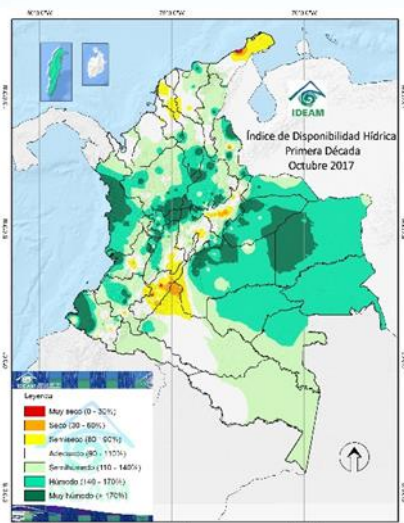 IDEAM
Índice de Disponibilidad Hídrica
Primera Década
Octubre 2017
IDEAM
Leyenda
Muy seco (0 - 30%)
Seco (30 - 60%)
Semiseco (60 - 90%)
Adecuado (90 - 110%)
Semihúmedo (110 - 140%)
Húmedo (140 - 170%)
Muy húmedo (> 170%)